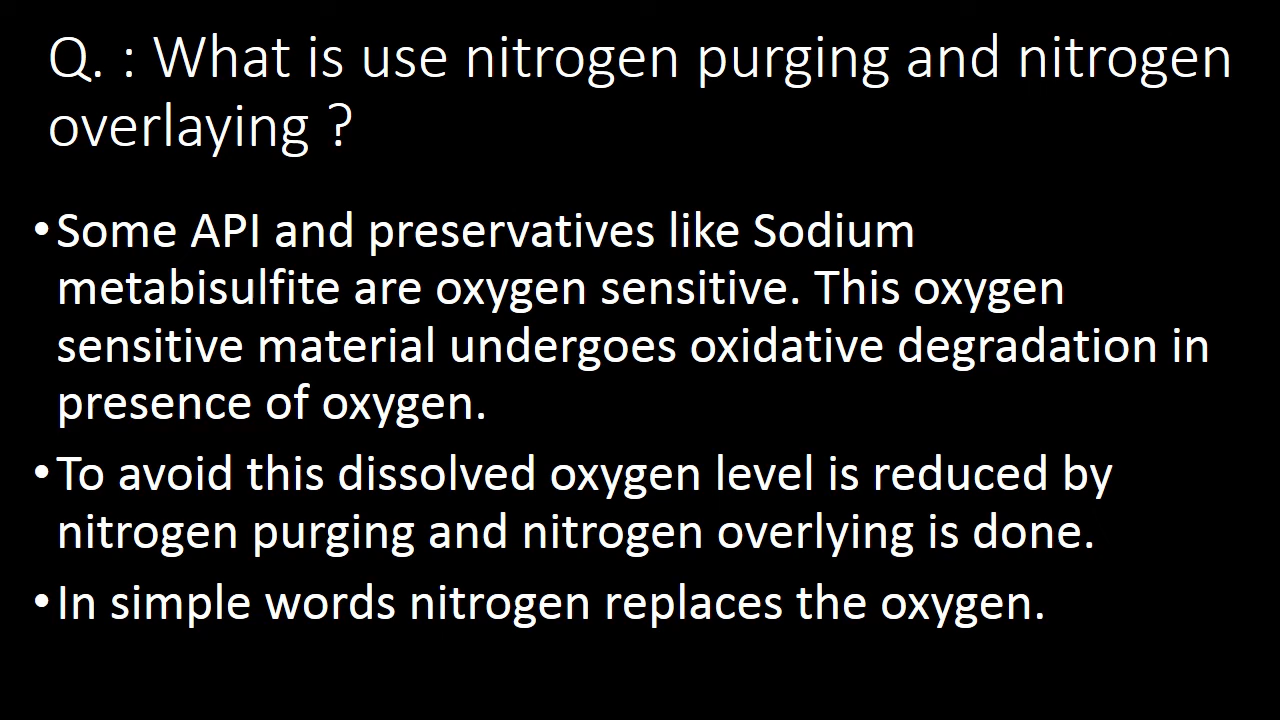 Q. : What is use nitrogen purging and nitrogen
overlaying ?
•Some API and preservatives like Sodium
metabisulfite are oxygen sensitive. This oxygen
sensitive material undergoes oxidative degradation in
presence of oxygen.
•To avoid this dissolved oxygen level is reduced by
nitrogen purging and nitrogen overlying is done.
•In simple words nitrogen replaces the oxygen.